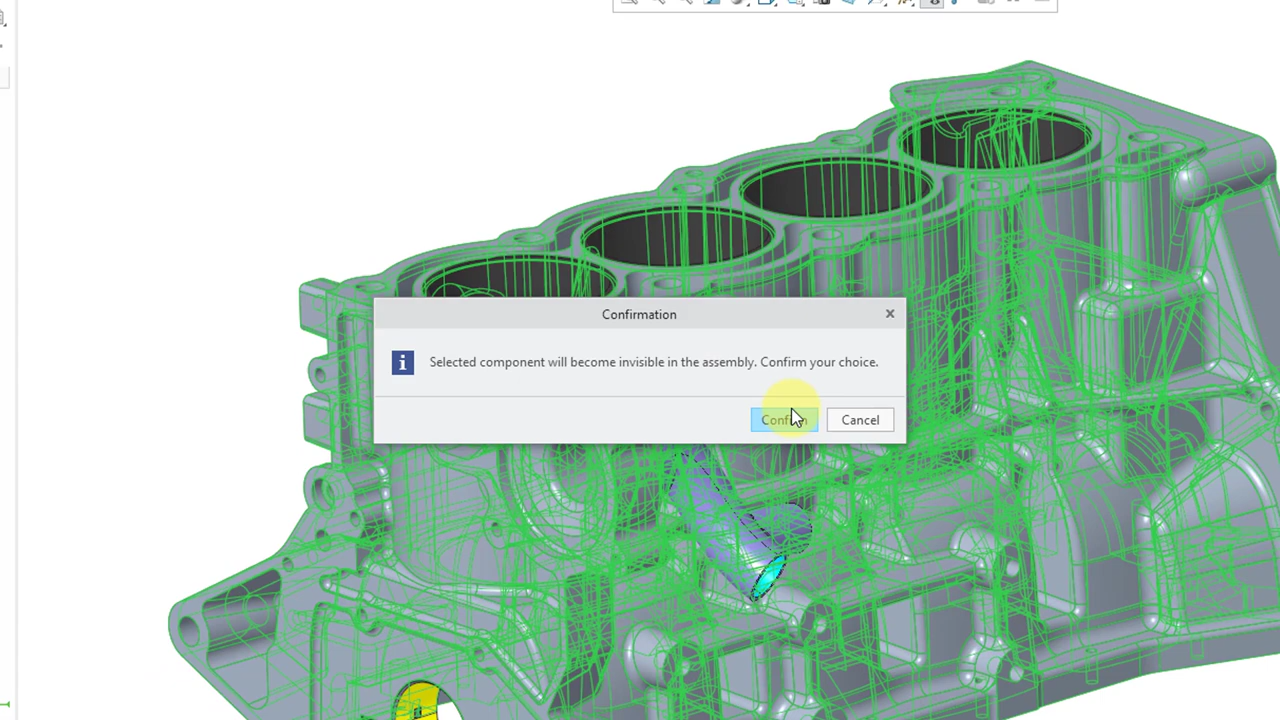 Confirmation
Selected component will become invisible in the assembly. Confirm your choice.
Confirm
Cancel